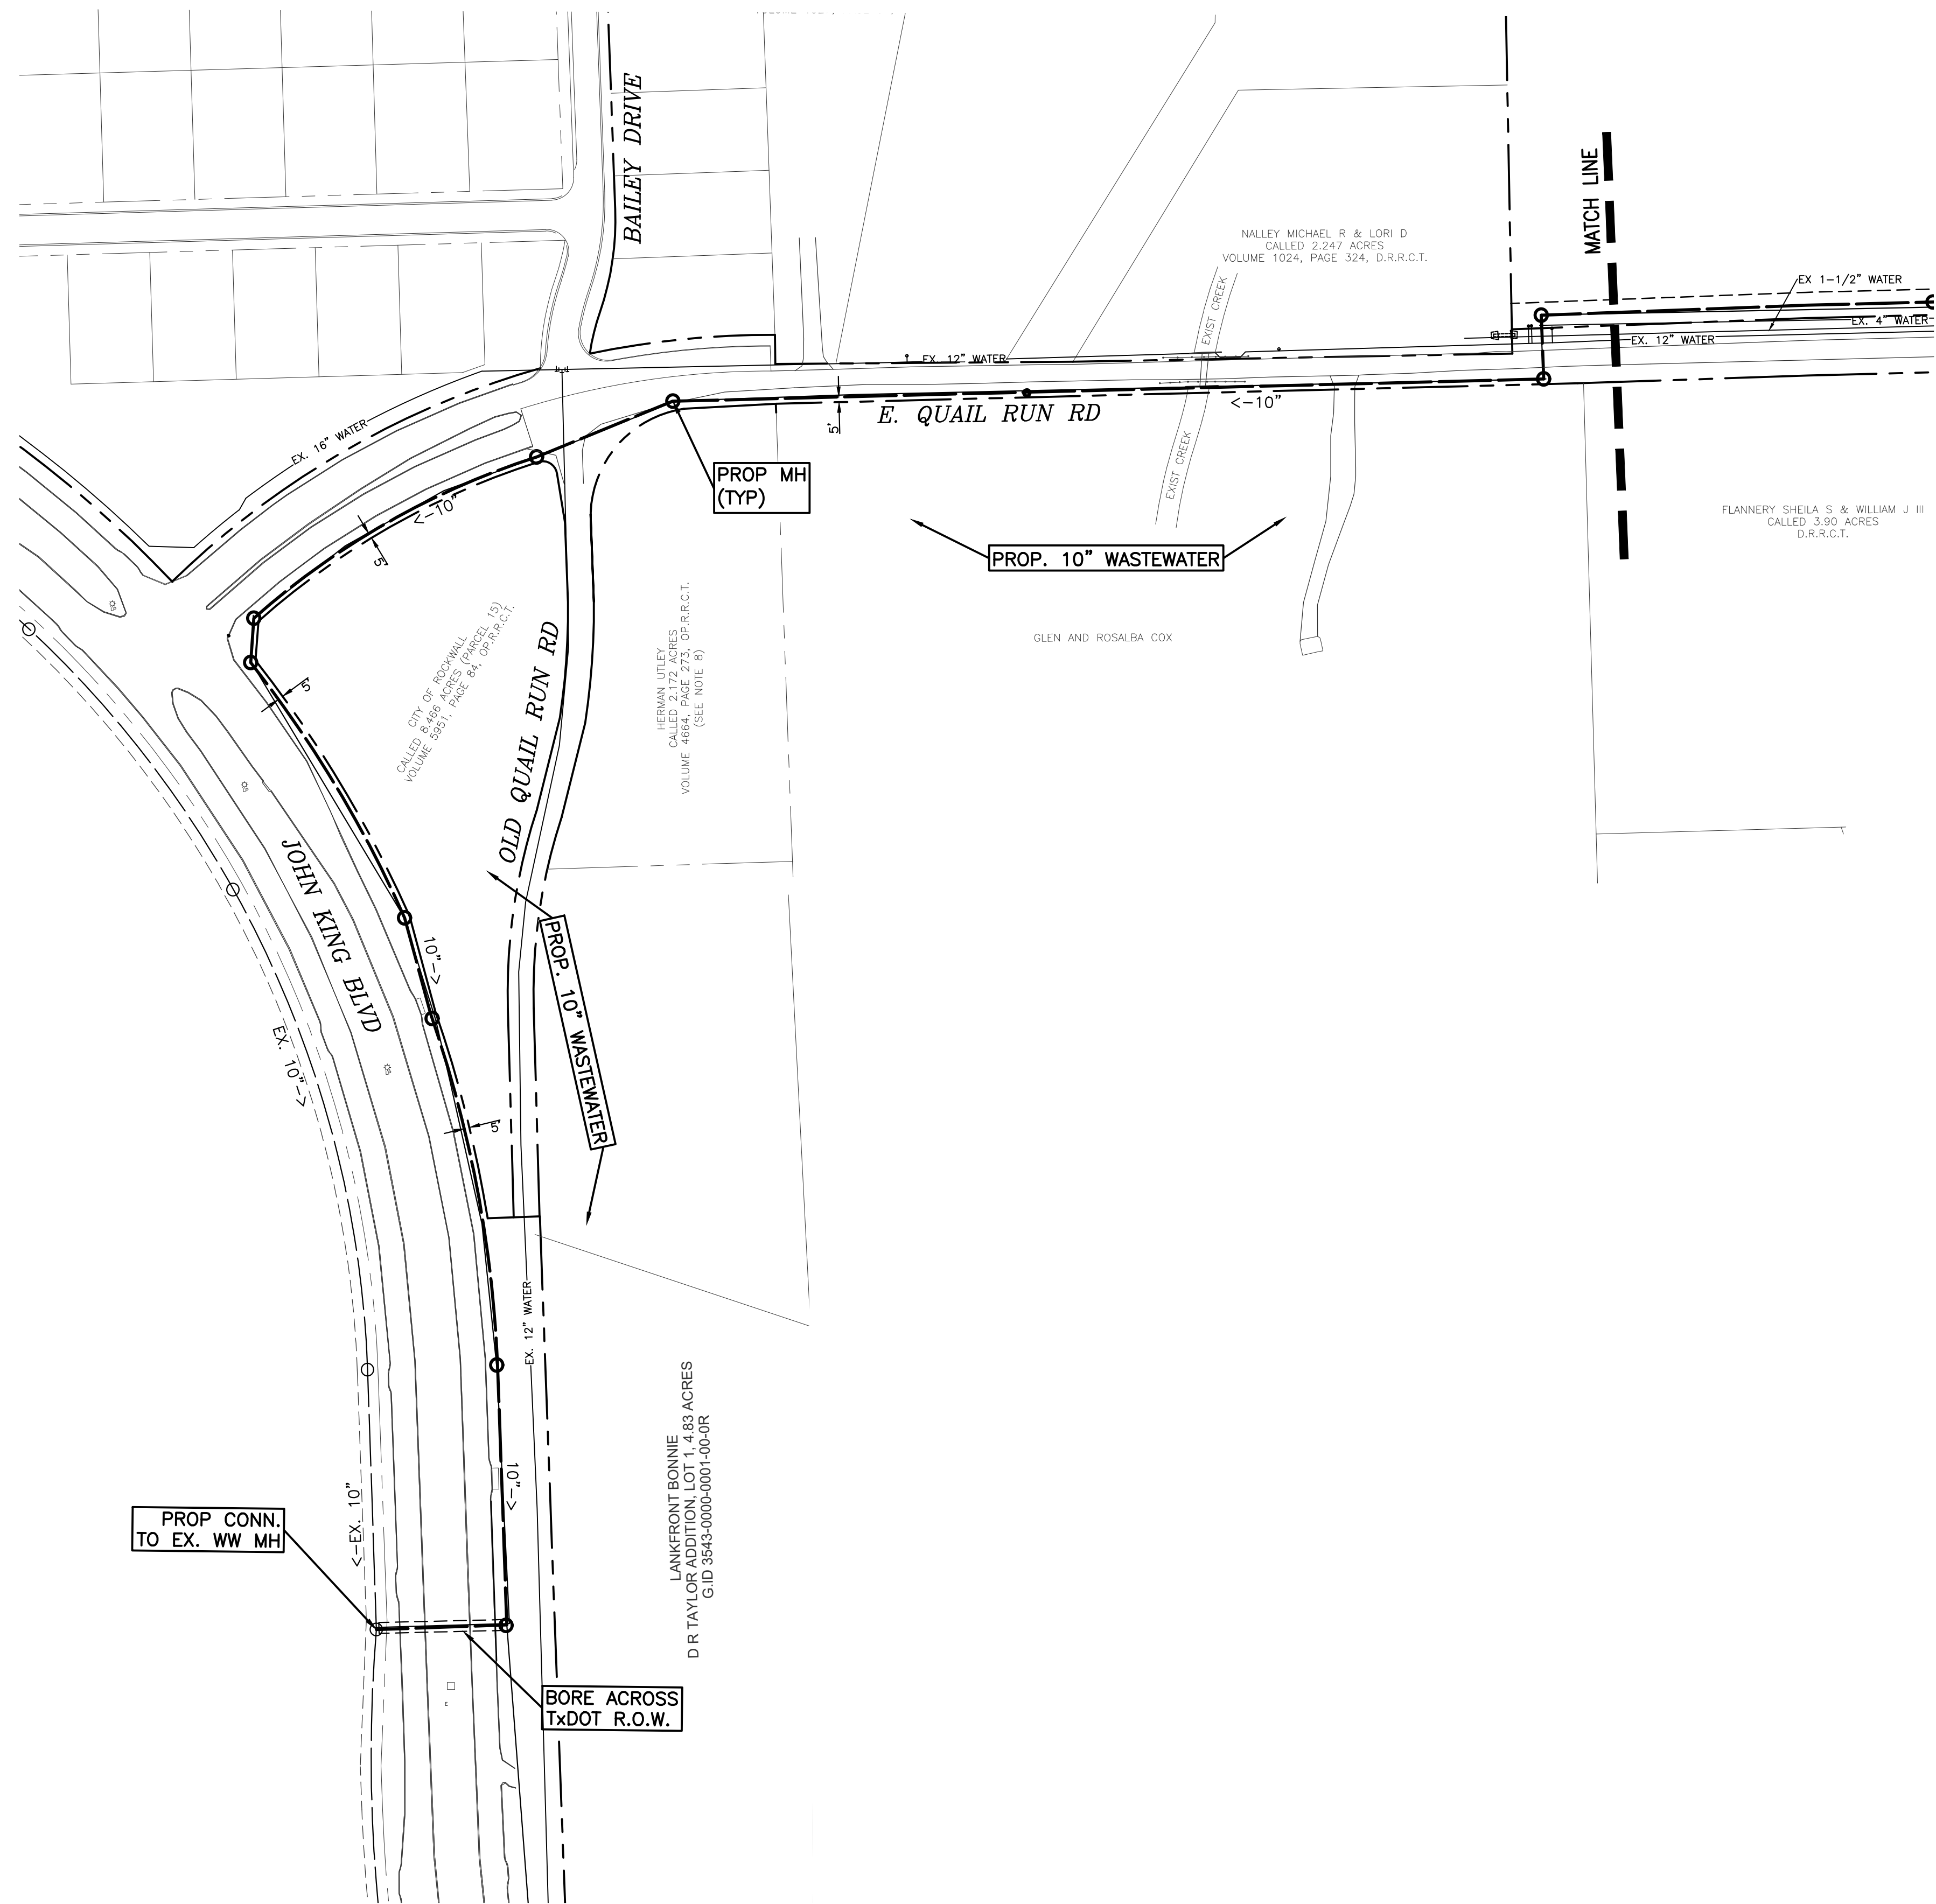 BAILEY DRIVE
MATCH LINE
NALLEY MICHAEL R & LORI D
CALLED 2.247 ACRES
VOLUME 1024, PAGE 324, D.R.R.C.T.
EX 1-1/2" WATER
EX. 4" WATER
EX. 12" WATER
EX. 12" WATER
EXIST CREEK
EXIST CREEK
EX. 16" WATER
E. QUAIL RUN RD
<-10"
5'
PROP MH
(TYP)
<-10"
5'
PROP. 10" WASTEWATER
FLANNERY SHEILA S & WILLIAM J III
CALLED 3.90 ACRES
D.R.R.C.T.
GLEN AND ROSALBA COX
CITY OF ROCKWALL
CALLED 8.466 ACRES (PARCEL 15)
VOLUME 5951, PAGE 84, OP.R.R.C.T.
HERMAN UTLEY
CALLED 2.172 ACRES
VOLUME 4664, PAGE 273, OP.R.R.C.T.
(SEE NOTE 8)
5'
OLD QUAIL RUN RD
JOHN KING BLVD
10"->
PROP. 10" WASTEWATER
EX. 10"->
5'
EX. 12" WATER
LANKFRONT BONNIE
D R TAYLOR ADDITION, LOT 1, 4.83 ACRES
G.ID 3543-0000-0001-00-0R
10"->
<-EX. 10"
PROP CONN.
TO EX. WW MH
BORE ACROSS
TxDOT R.O.W.